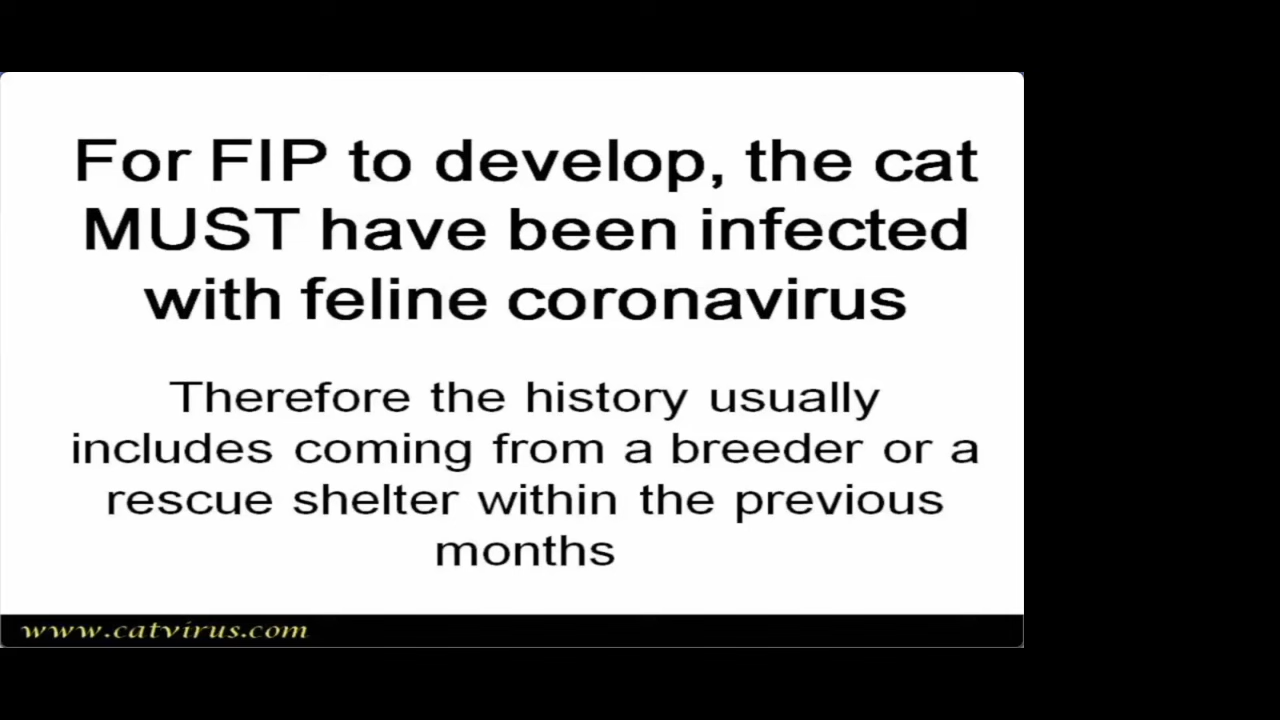 For FIP to develop, the cat
MUST have been infected
with feline coronavirus
Therefore the history usually
includes coming from a breeder or a
rescue shelter within the previous
months
www.catvirus.com